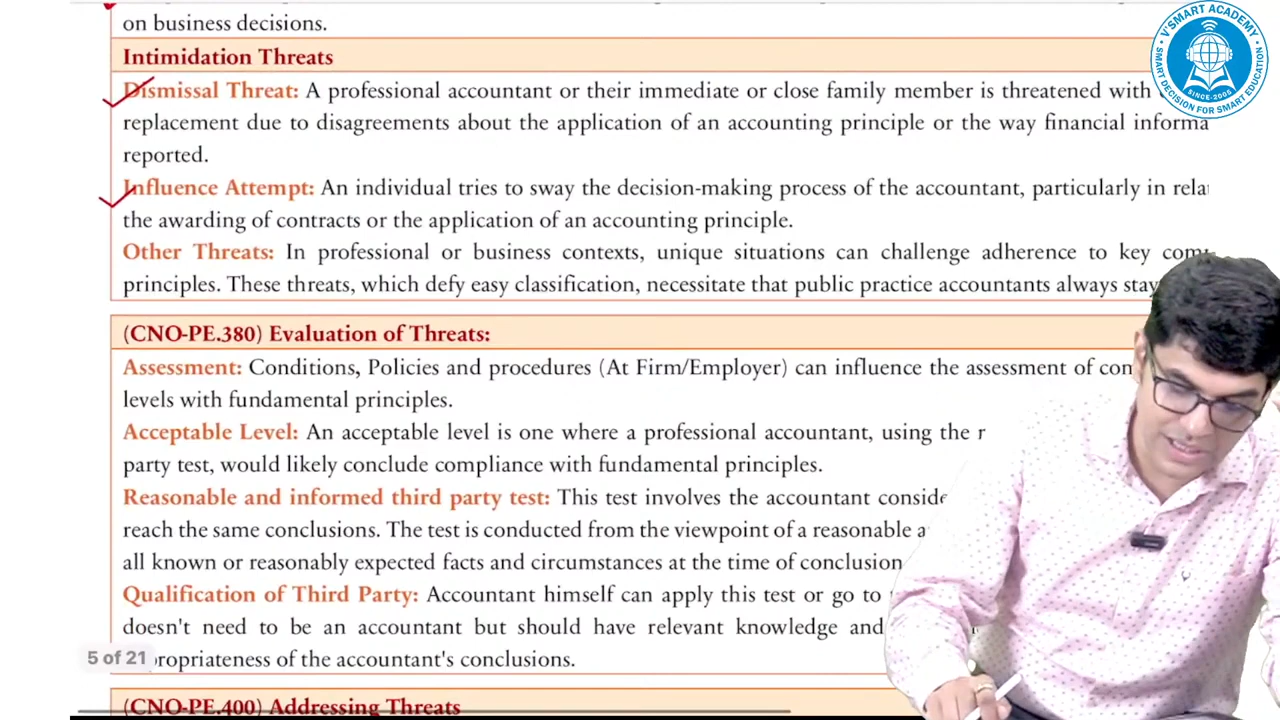 on business decisions.
Intimidation Threats
Dismissal Threat: A professional accountant or their immediate or close family member is threatened with
replacement due to disagreements about the application of an accounting principle or the way financial
reported.
Influence Attempt: An individual tries to sway the decision-making process of the accountant, particularly in
the awarding of contracts or the application of an accounting principle.
Other Threats: In professional or business contexts, unique situations can challenge adherence to key
principles. These threats, which defy easy classification, necessitate that public practice accountants always stay
(CNO-PE.380) Evaluation of Threats:
Assessment: Conditions, Policies and procedures (At Firm/Employer) can influence the assessment of
levels with fundamental principles.
Acceptable Level: An acceptable level is one where a professional accountant, using the
party test, would likely conclude compliance with fundamental principles.
Reasonable and informed third party test: This test involves the accountant
reach the same conclusions. The test is conducted from the viewpoint of a reasonable
all known or reasonably expected facts and circumstances at the time of conclusion
Qualification of Third Party: Accountant himself can apply this test or go to
doesn't need to be an accountant but should have relevant knowledge and
of the accountant's conclusions.
5 of 21
(CNO-PE.400) Addressing Threats
V'SMART ACADEMY
SMART DECISION FOR SMART EDUCATION
SINCE-2005